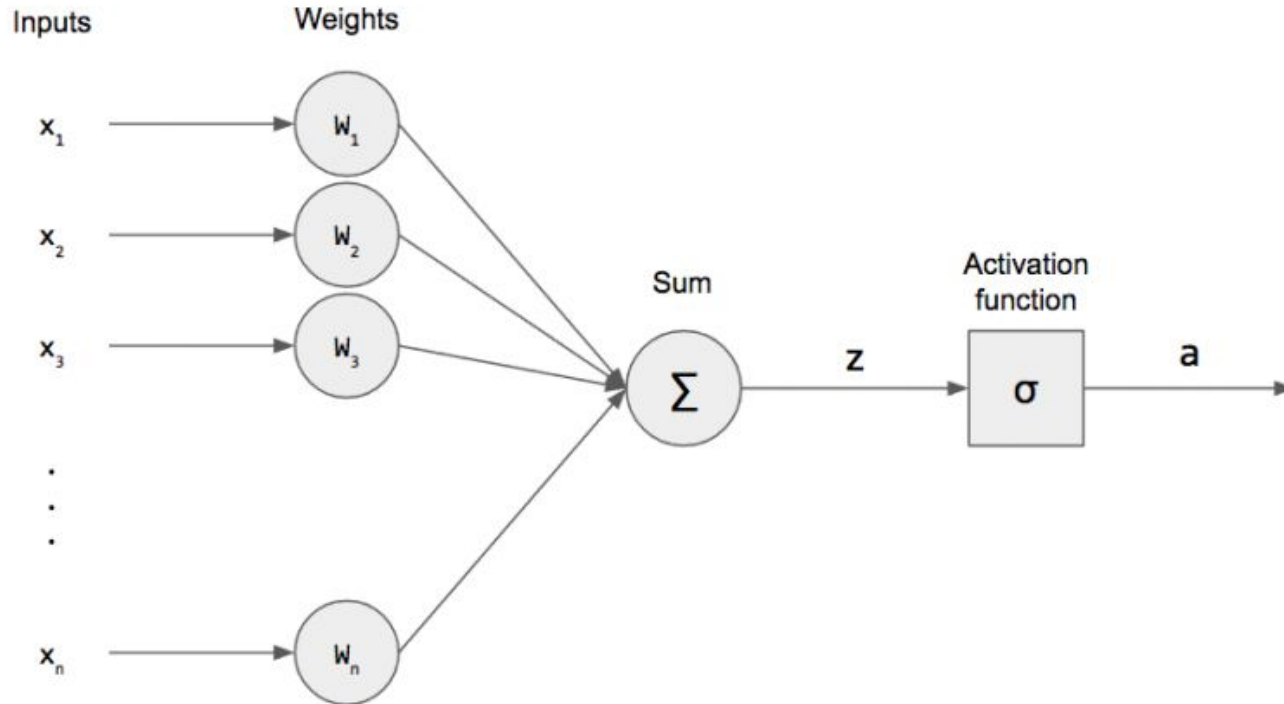 Inputs
Weights
x₁
W₁
x₂
W₂
x₃
W₃
Sum
Σ
z
Activation
function
σ
a
.
.
.
xₙ
Wₙ